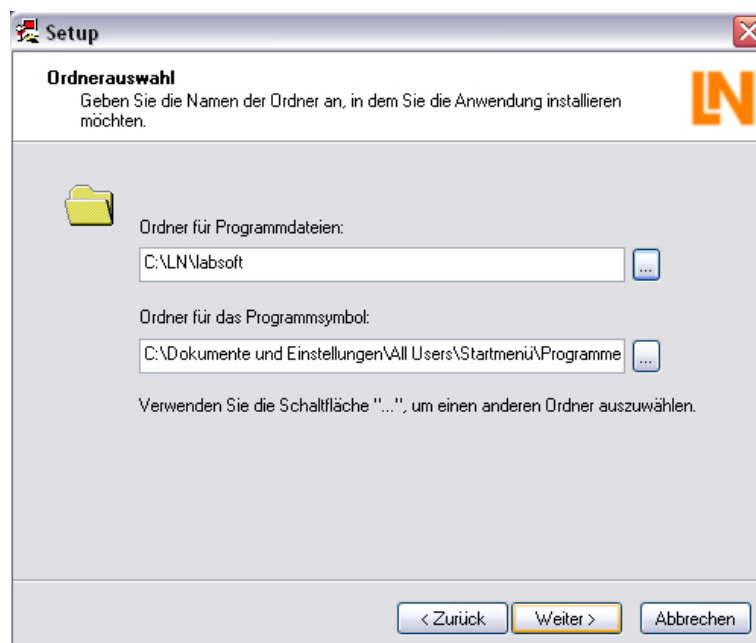 Setup
Ordnerauswahl
Geben Sie die Namen der Ordner an, in dem Sie die Anwendung installieren
möchten.
LN
Ordner für Programmdateien:
C:\LN\labsoft
...
Ordner für das Programmsymbol:
C:\Dokumente und Einstellungen\All Users\Startmenü\Programme
...
Verwenden Sie die Schaltfläche "...", um einen anderen Ordner auszuwählen.
< Zurück
Weiter >
Abbrechen